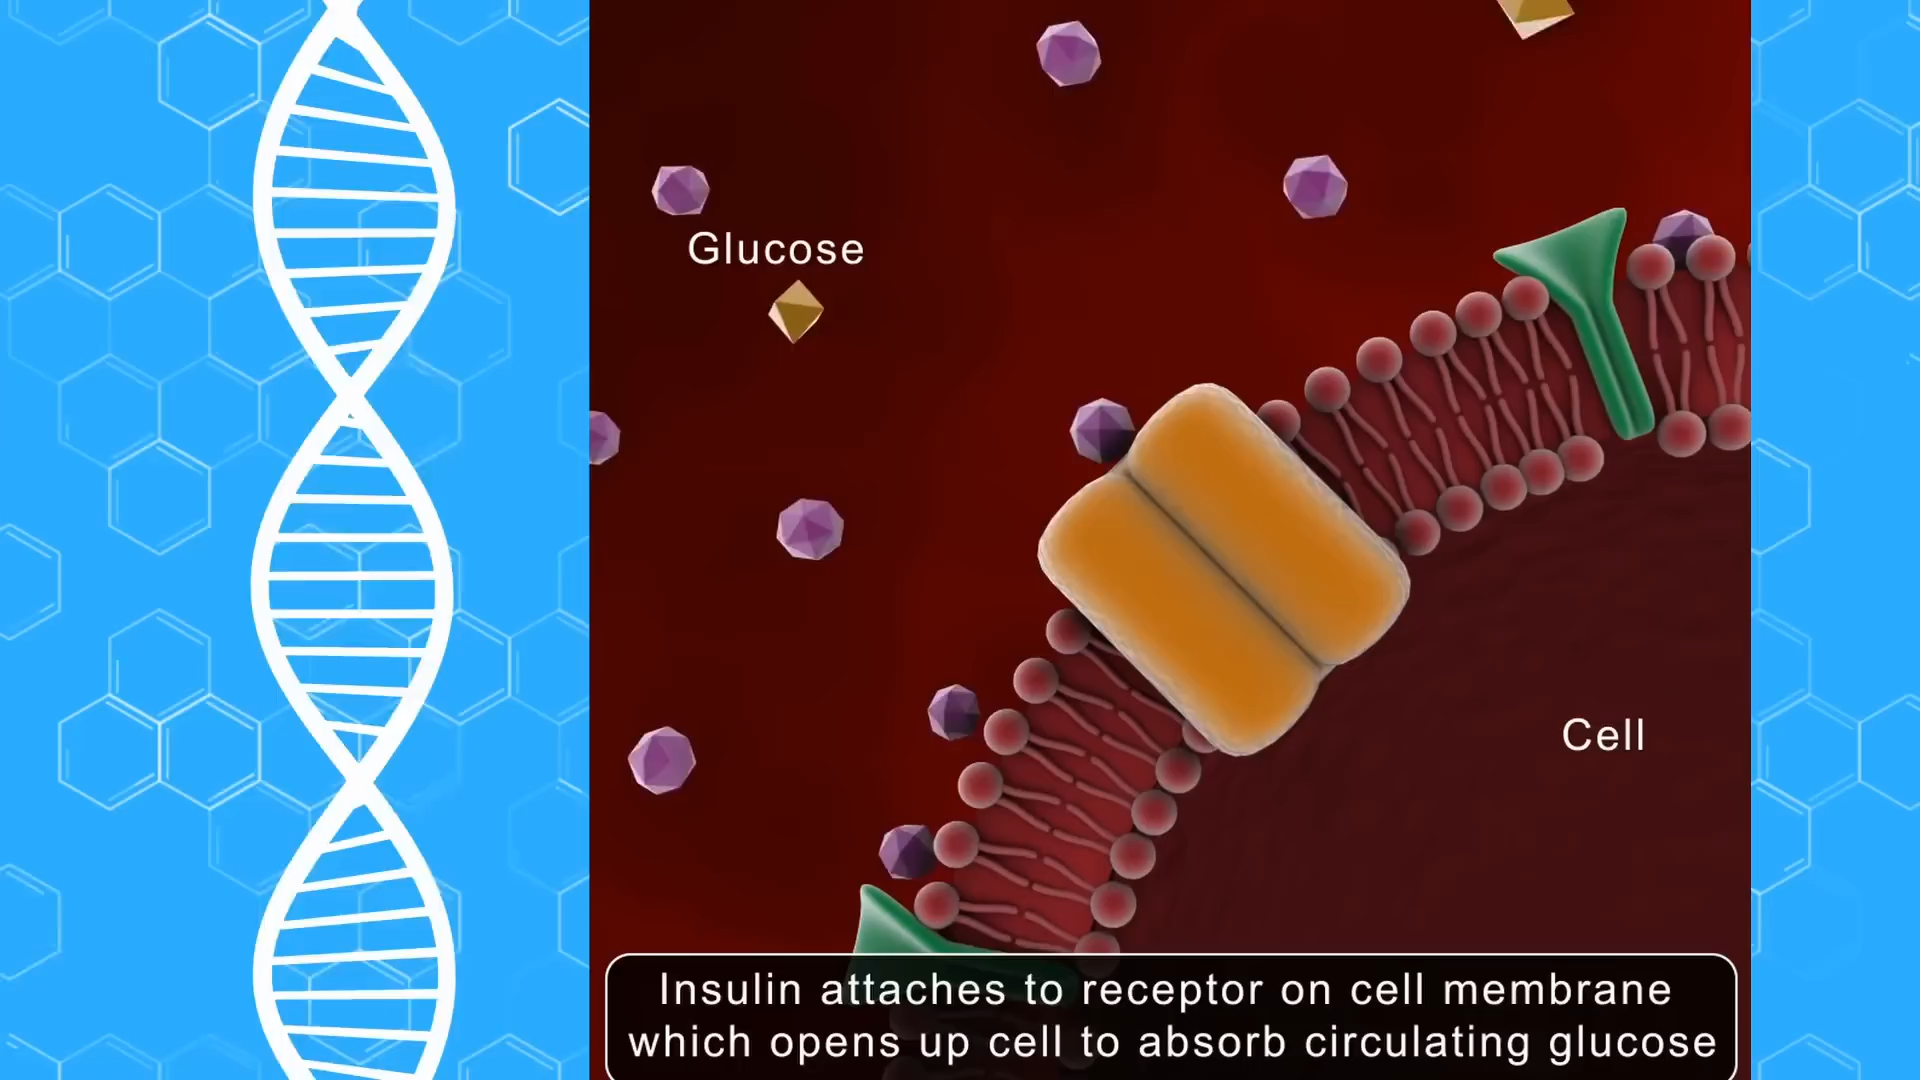 Glucose
Cell
Insulin attaches to receptor on cell membrane
which opens up cell to absorb circulating glucose